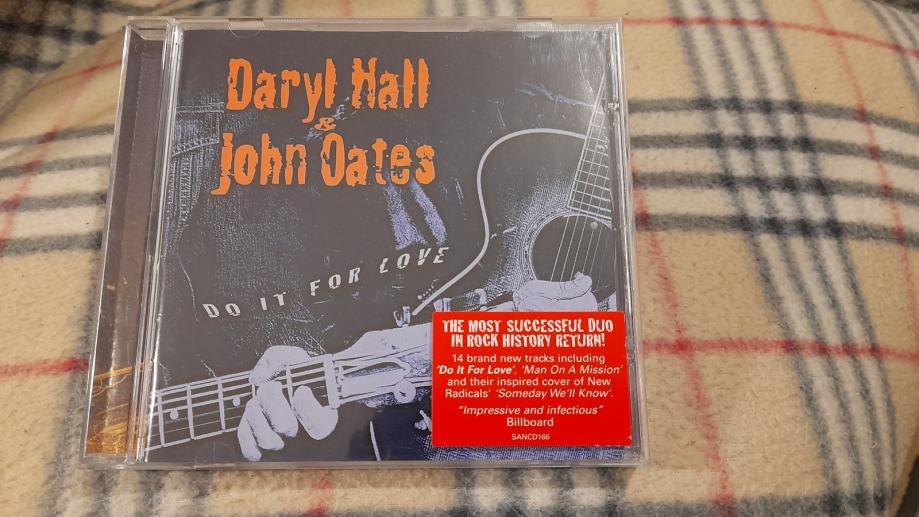 Daryl Hall
&
John Oates
DO IT FOR LOVE
THE MOST SUCCESSFUL DUO
IN ROCK HISTORY RETURN!
14 brand new tracks including
'Do It For Love', 'Man On A Mission'
and their inspired cover of New
Radicals' 'Someday We'll Know'.
"Impressive and infectious"
Billboard
SANCD166